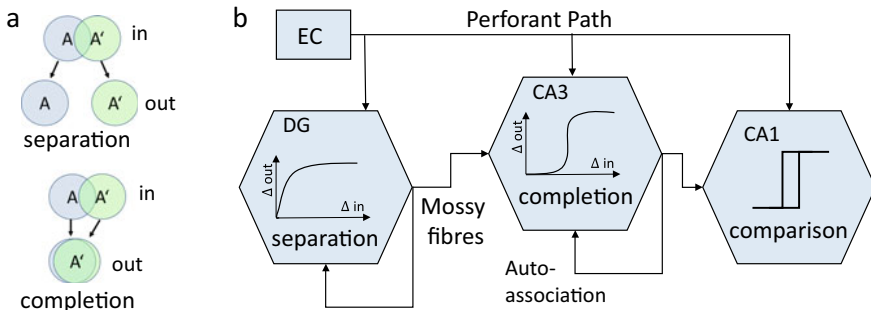 a
A A‘ in
A A‘ out
separation
A A‘ in
A‘ out
completion
b
EC
Perforant Path
DG
Δ out
Δ in
separation
Mossy
fibres
CA3
Δ out
Δ in
completion
Auto-
association
CA1
comparison